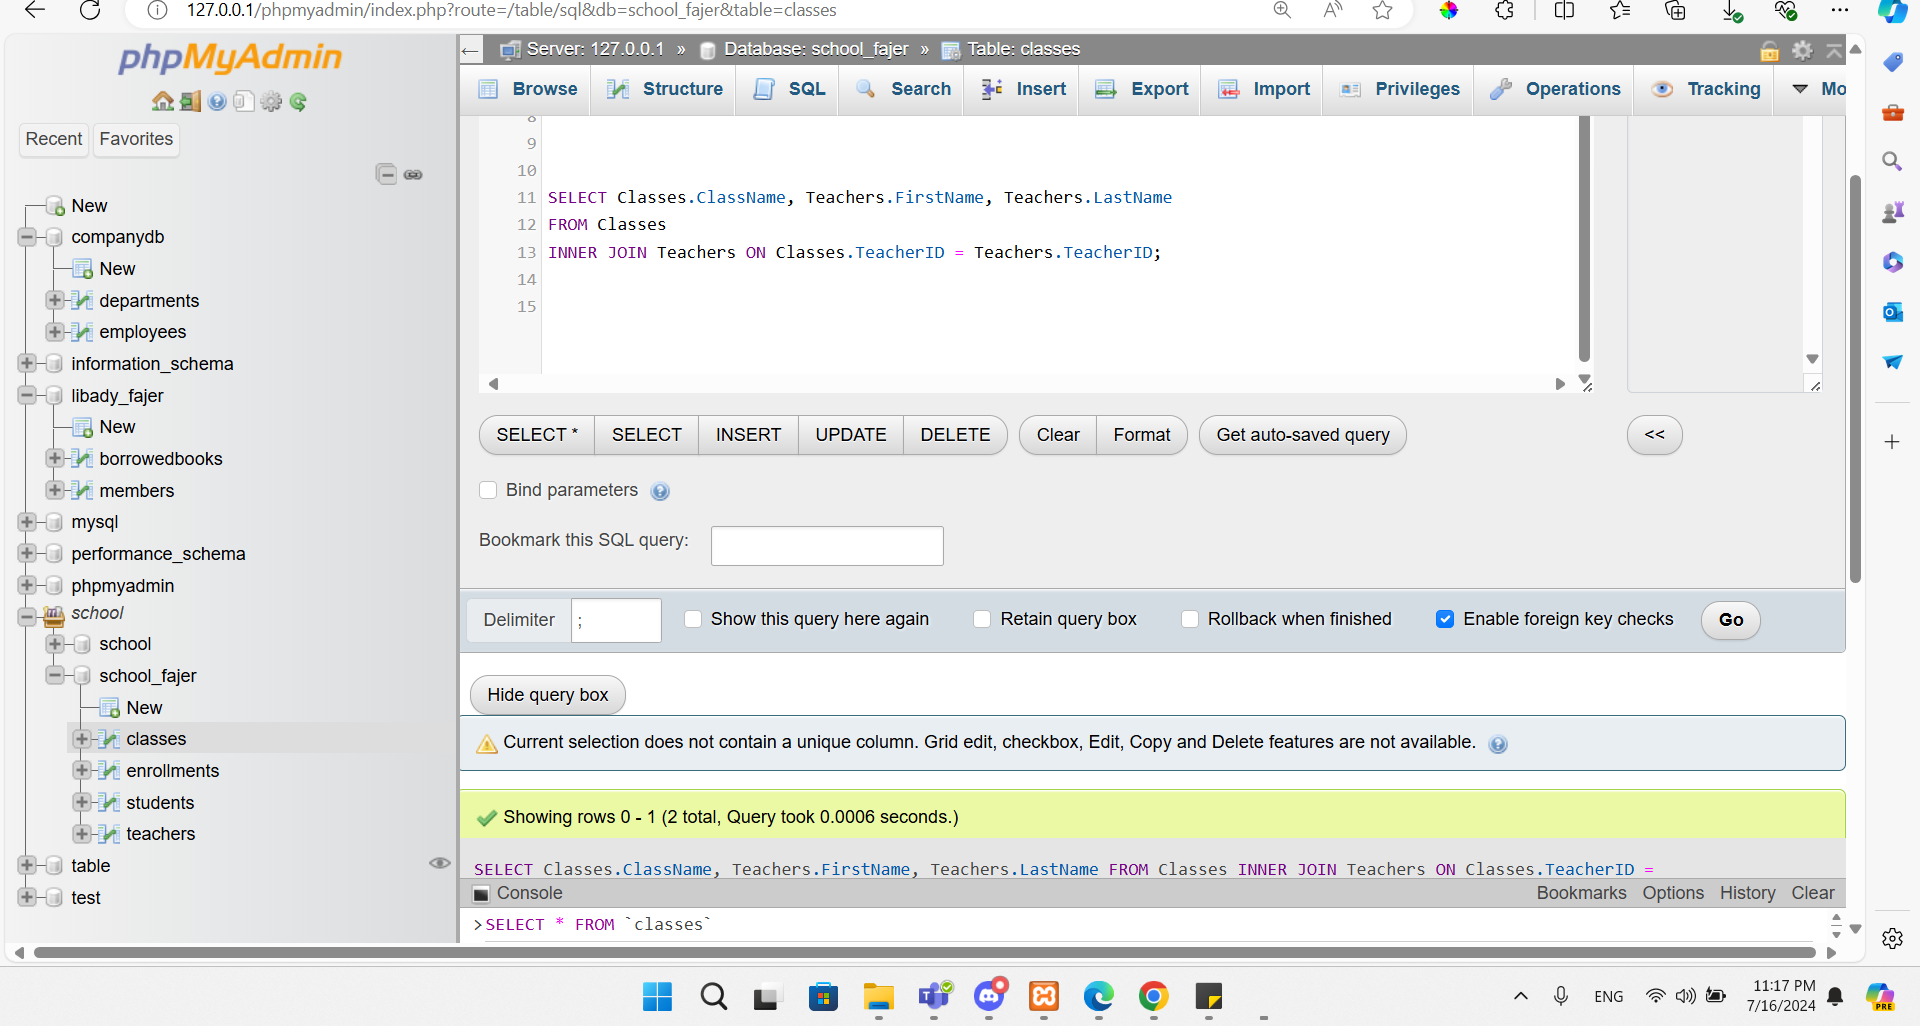 127.0.0.1/phpmyadmin/index.php?route=/table/sql&db=school_fajer&table=classes
phpMyAdmin
Recent
Favorites
New
companydb
New
departments
employees
information_schema
libady_fajer
New
borrowedbooks
members
mysql
performance_schema
phpmyadmin
school
school
school_fajer
New
classes
enrollments
students
teachers
table
test
Server: 127.0.0.1 » Database: school_fajer » Table: classes
Browse Structure SQL Search Insert Export Import Privileges Operations Tracking Mo
8
9
10
11 SELECT Classes.ClassName, Teachers.FirstName, Teachers.LastName
12 FROM Classes
13 INNER JOIN Teachers ON Classes.TeacherID = Teachers.TeacherID;
14
15
SELECT * SELECT INSERT UPDATE DELETE Clear Format Get auto-saved query <<
Bind parameters
Bookmark this SQL query:
Delimiter ; Show this query here again Retain query box Rollback when finished Enable foreign key checks Go
Hide query box
Current selection does not contain a unique column. Grid edit, checkbox, Edit, Copy and Delete features are not available.
Showing rows 0 - 1 (2 total, Query took 0.0006 seconds.)
SELECT Classes.ClassName, Teachers.FirstName, Teachers.LastName FROM Classes INNER JOIN Teachers ON Classes.TeacherID =
Console Bookmarks Options History Clear
>SELECT * FROM `classes`
ENG
11:17 PM
7/16/2024
PRE